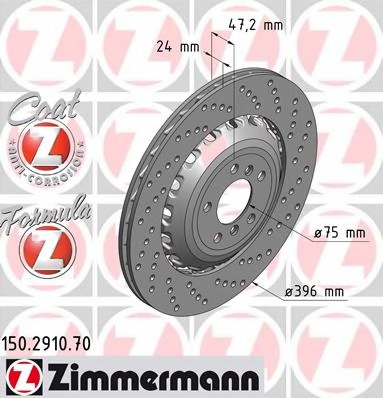 47,2 mm
24 mm
Coat
Z
ANTI-CORROSION
Formula
Z
ø75 mm
ø396 mm
150.2910.70
Z Zimmermann